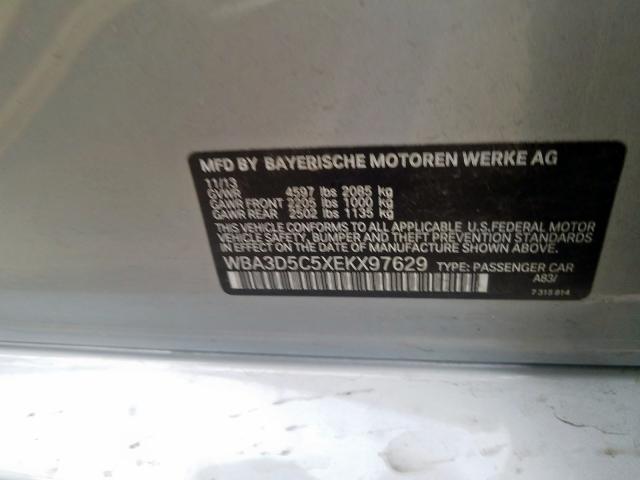 MFD BY BAYERISCHE MOTOREN WERKE AG
11/13
GVWR 4597 lbs 2085 kg
GAWR FRONT 2205 lbs 1000 kg
GAWR REAR 2502 lbs 1135 kg
THIS VEHICLE CONFORMS TO ALL APPLICABLE U.S.FEDERAL MOTOR
VEHICLE SAFETY, BUMPER AND THEFT PREVENTION STANDARDS IN
EFFECT ON THE DATE OF MANUFACTURE SHOWN ABOVE.
WBA3D5C5XEKX97629 TYPE: PASSENGER CAR
A83/
7 315 814